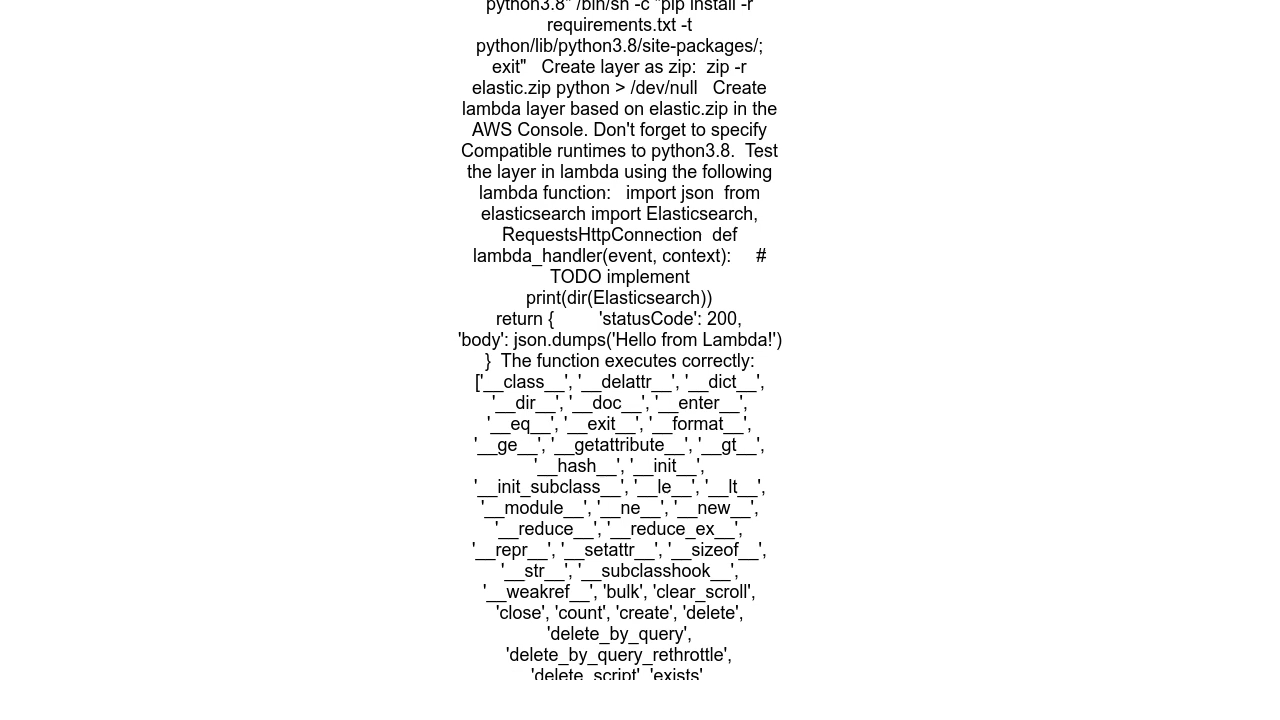 python3.8" /bin/sh -c "pip install -r
requirements.txt -t
python/lib/python3.8/site-packages/;
exit"   Create layer as zip:  zip -r
elastic.zip python > /dev/null   Create
lambda layer based on elastic.zip in the
AWS Console. Don't forget to specify
Compatible runtimes to python3.8.  Test
the layer in lambda using the following
lambda function:   import json  from
elasticsearch import Elasticsearch,
RequestsHttpConnection  def
lambda_handler(event, context):     #
TODO implement
print(dir(Elasticsearch))
return {         'statusCode': 200,
'body': json.dumps('Hello from Lambda!')
}  The function executes correctly:
['__class__', '__delattr__', '__dict__',
'__dir__', '__doc__', '__enter__',
'__eq__', '__exit__', '__format__',
'__ge__', '__getattribute__', '__gt__',
'__hash__', '__init__',
'__init_subclass__', '__le__', '__lt__',
'__module__', '__ne__', '__new__',
'__reduce__', '__reduce_ex__',
'__repr__', '__setattr__', '__sizeof__',
'__str__', '__subclasshook__',
'__weakref__', 'bulk', 'clear_scroll',
'close', 'count', 'create', 'delete',
'delete_by_query',
'delete_by_query_rethrottle',
'delete_script', 'exists',